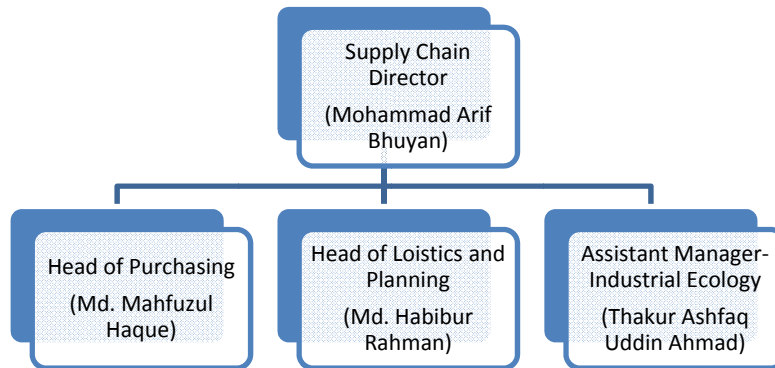 Supply Chain
Director
(Mohammad Arif
Bhuyan)
Head of Purchasing
(Md. Mahfuzul
Haque)
Head of Loistics and
Planning
(Md. Habibur
Rahman)
Assistant Manager-
Industrial Ecology
(Thakur Ashfaq
Uddin Ahmad)